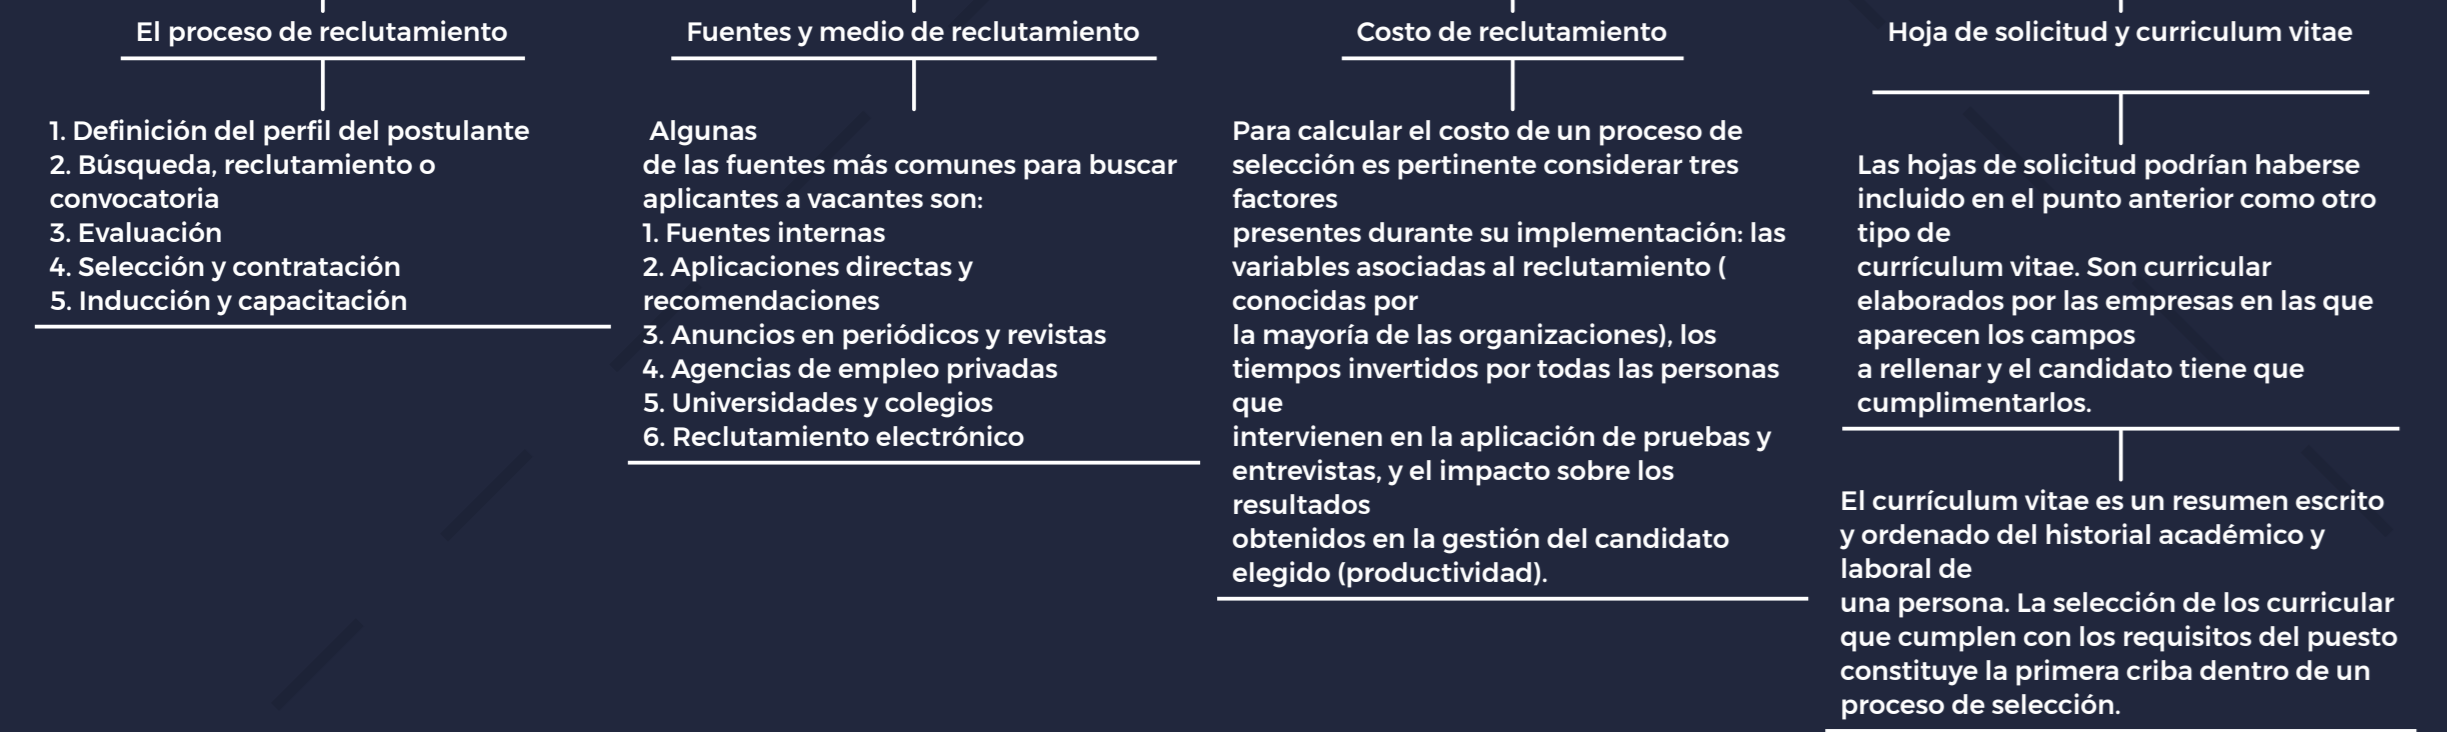 El proceso de reclutamiento
1. Definición del perfil del postulante
2. Búsqueda, reclutamiento o
convocatoria
3. Evaluación
4. Selección y contratación
5. Inducción y capacitación
Fuentes y medio de reclutamiento
Algunas
de las fuentes más comunes para buscar
aplicantes a vacantes son:
1. Fuentes internas
2. Aplicaciones directas y
recomendaciones
3. Anuncios en periódicos y revistas
4. Agencias de empleo privadas
5. Universidades y colegios
6. Reclutamiento electrónico
Costo de reclutamiento
Para calcular el costo de un proceso de
selección es pertinente considerar tres
factores
presentes durante su implementación: las
variables asociadas al reclutamiento (
conocidas por
la mayoría de las organizaciones), los
tiempos invertidos por todas las personas
que
intervienen en la aplicación de pruebas y
entrevistas, y el impacto sobre los
resultados
obtenidos en la gestión del candidato
elegido (productividad).
Hoja de solicitud y curriculum vitae
Las hojas de solicitud podrían haberse
incluido en el punto anterior como otro
tipo de
currículum vitae. Son curricular
elaborados por las empresas en las que
aparecen los campos
a rellenar y el candidato tiene que
cumplimentarlos.
El currículum vitae es un resumen escrito
y ordenado del historial académico y
laboral de
una persona. La selección de los curricular
que cumplen con los requisitos del puesto
constituye la primera criba dentro de un
proceso de selección.